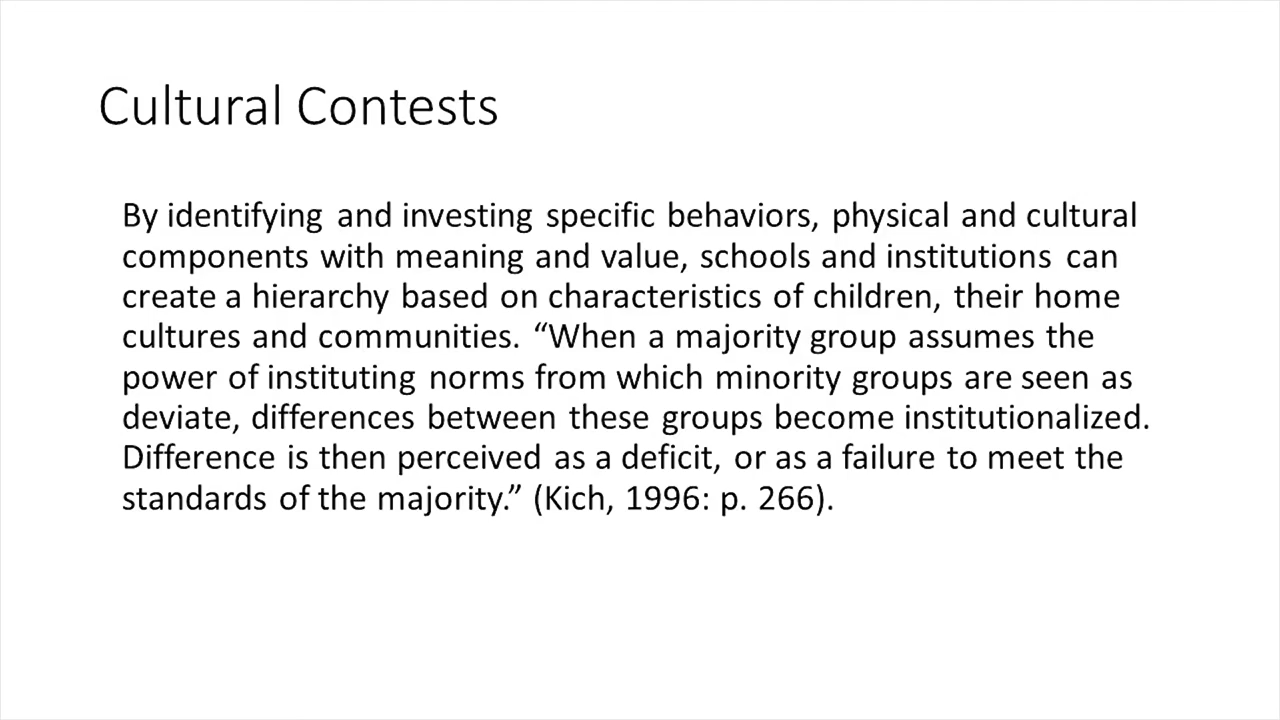 Cultural Contests
By identifying and investing specific behaviors, physical and cultural
components with meaning and value, schools and institutions can
create a hierarchy based on characteristics of children, their home
cultures and communities. “When a majority group assumes the
power of instituting norms from which minority groups are seen as
deviate, differences between these groups become institutionalized.
Difference is then perceived as a deficit, or as a failure to meet the
standards of the majority.” (Kich, 1996: p. 266).